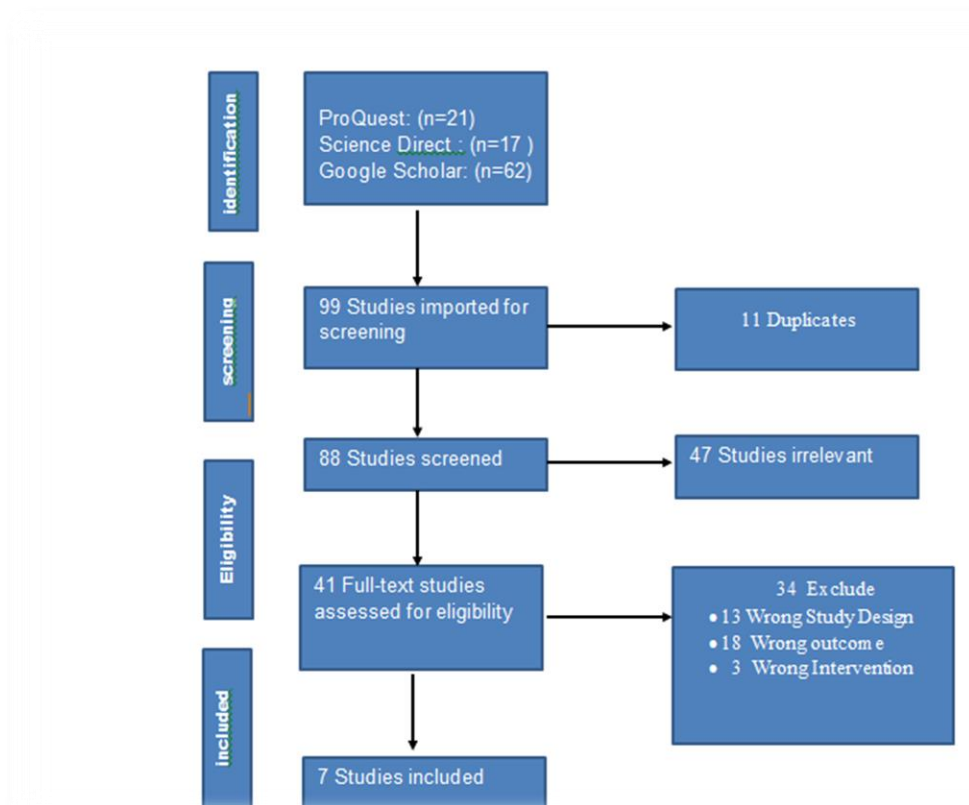 identification
ProQuest: (n=21)
Science Direct : (n=17 )
Google Scholar: (n=62)
screening
99 Studies imported for
screening
11 Duplicates
88 Studies screened
47 Studies irrelevant
Eligibility
41 Full-text studies
assessed for eligibility
34 Exclude
• 13 Wrong Study Design
• 18 Wrong outcome
• 3 Wrong Intervention
included
7 Studies included